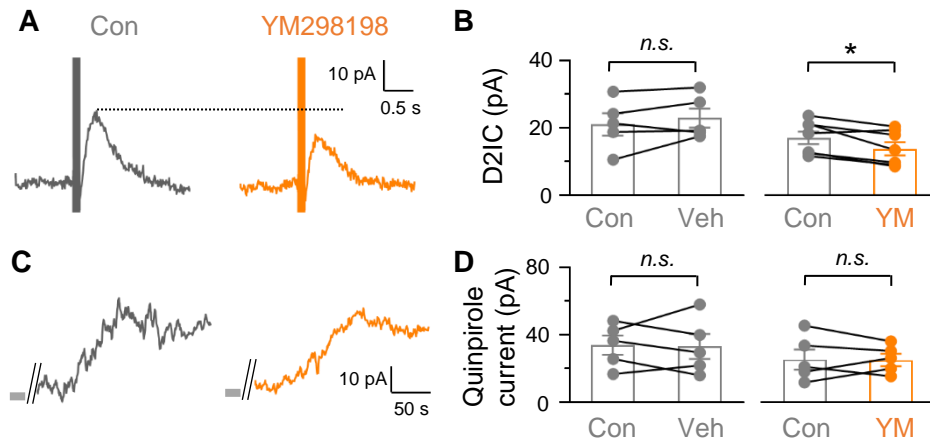 A
Con
YM298198
10 pA
0.5 s
B
D2IC (pA)
40
20
0
n.s.
*
Con
Veh
Con
YM
C
10 pA
50 s
D
Quinpirole
current (pA)
80
40
0
n.s.
n.s.
Con
Veh
Con
YM